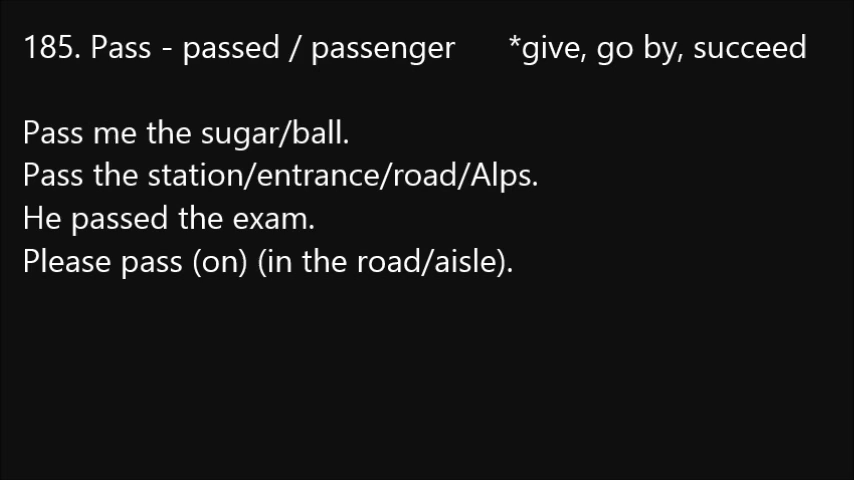 185. Pass - passed / passenger *give, go by, succeed
Pass me the sugar/ball.
Pass the station/entrance/road/Alps.
He passed the exam.
Please pass (on) (in the road/aisle).